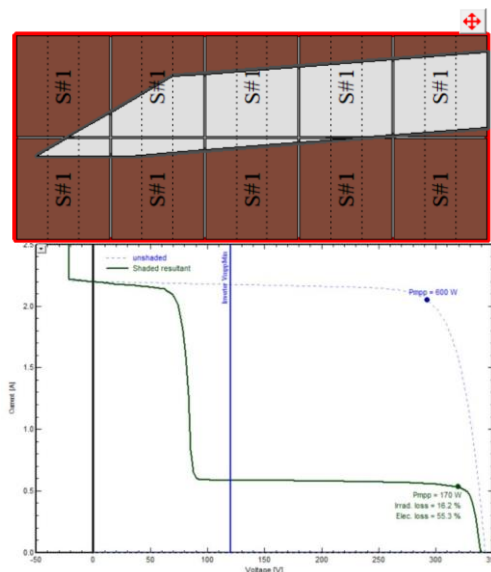 S#1 S#1 S#1 S#1 S#1
S#1 S#1 S#1 S#1 S#1
2.5
unshaded
Shaded resultant
Inverter VmppMin
Pmpp = 600 W
2.0
1.5
Current [A]
1.0
0.5
Pmpp = 170 W
Irrad. loss = 16.2 %
Elec. loss = 55.3 %
0.0
-50 0 50 100 150 200 250 300
Voltage [V]